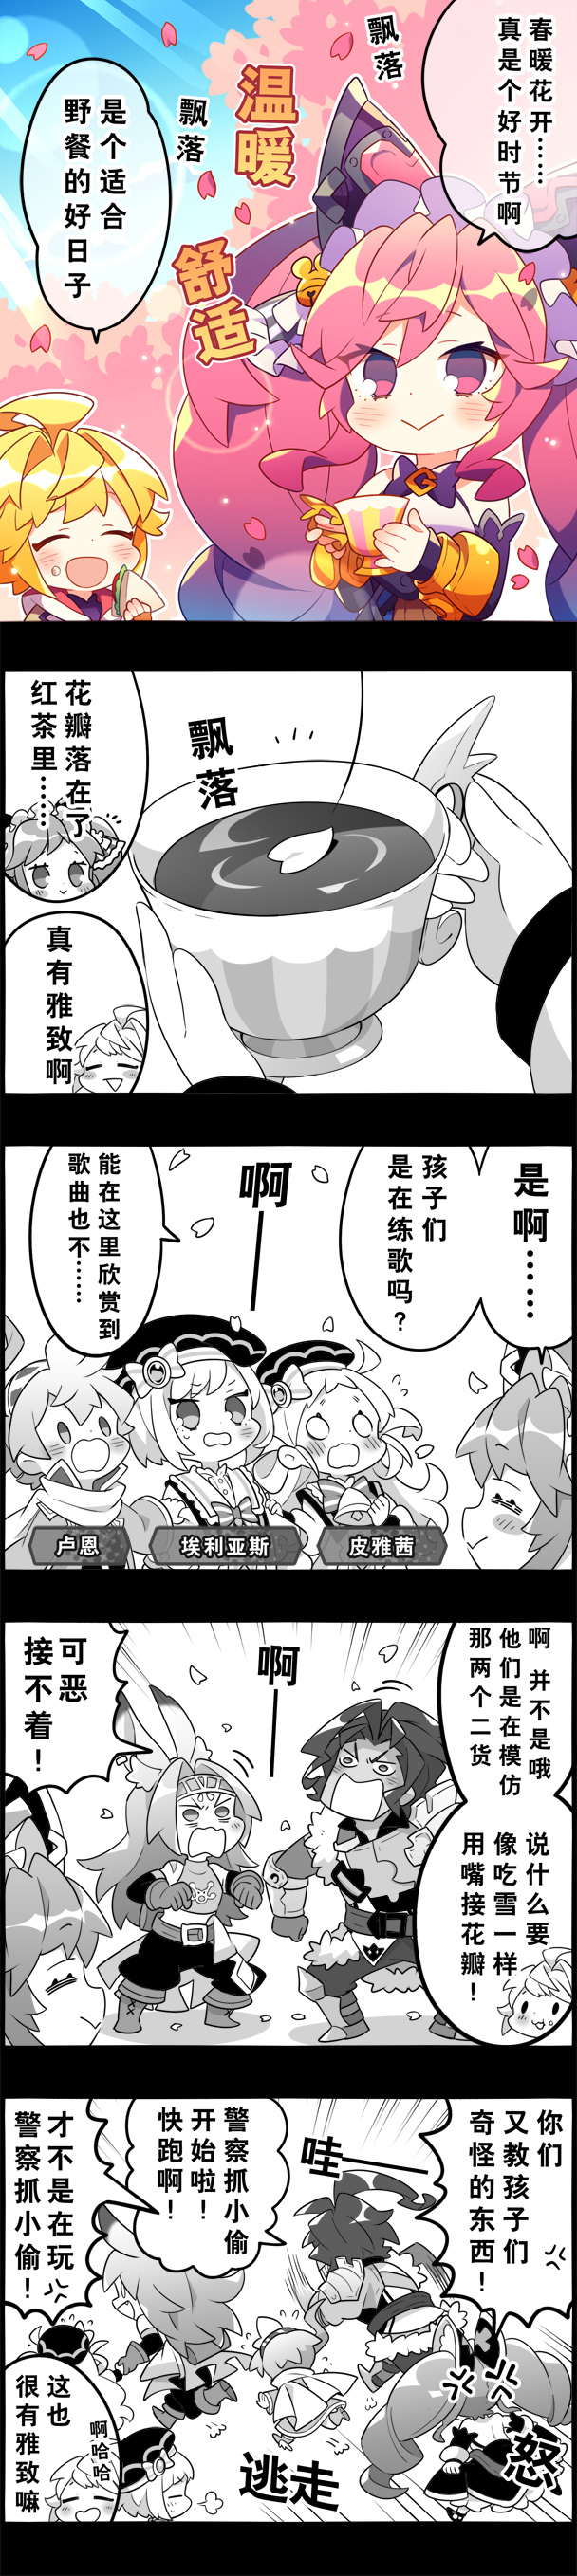 春暖花开……
真是个好时节啊
飘落
温暖
飘落
是个适合
野餐的好日子
舒适
花瓣落在了
红茶里……
飘落
真有雅致啊
是啊……
孩子们
是在练歌吗?
啊—
能在这里欣赏到
歌曲也不……
卢恩
埃利亚斯
皮雅茜
啊 并不是哦
他们是在模仿
那两个二货
说什么要
像吃雪一样
用嘴接花瓣!
啊—
可恶
接不着!
你们
又教孩子们
奇怪的东西!
哇—
警察抓小偷
开始啦!
快跑啊!
才不是在玩
警察抓小偷!
怒
逃走
啊哈哈
这也
很有雅致嘛